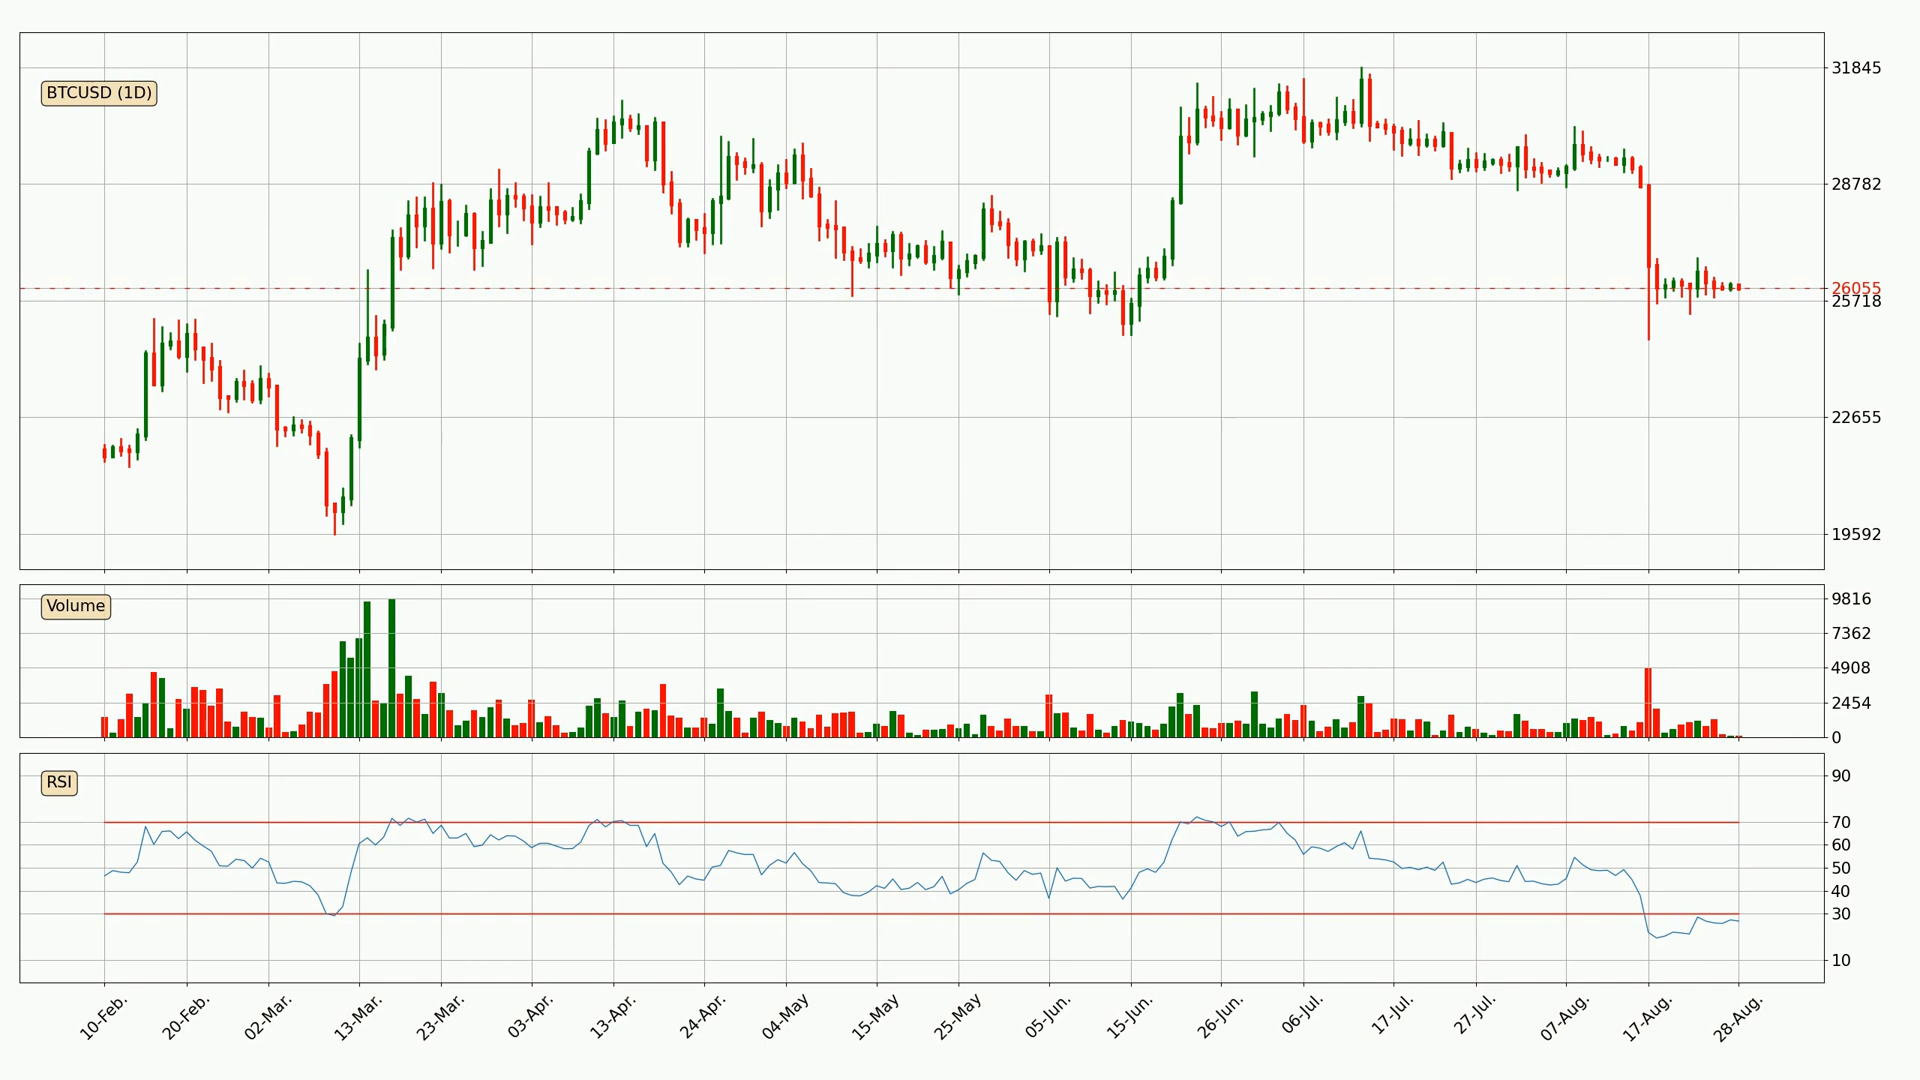 BTCUSD (1D)
31845
28782
26055
25718
22655
19592
Volume
9816
7362
4908
2454
0
RSI
90
70
60
50
40
30
10
10-Feb.
20-Feb.
02-Mar.
13-Mar.
23-Mar.
03-Apr.
13-Apr.
24-Apr.
04-May
15-May
25-May
05-Jun.
15-Jun.
26-Jun.
06-Jul.
17-Jul.
27-Jul.
07-Aug.
17-Aug.
28-Aug.